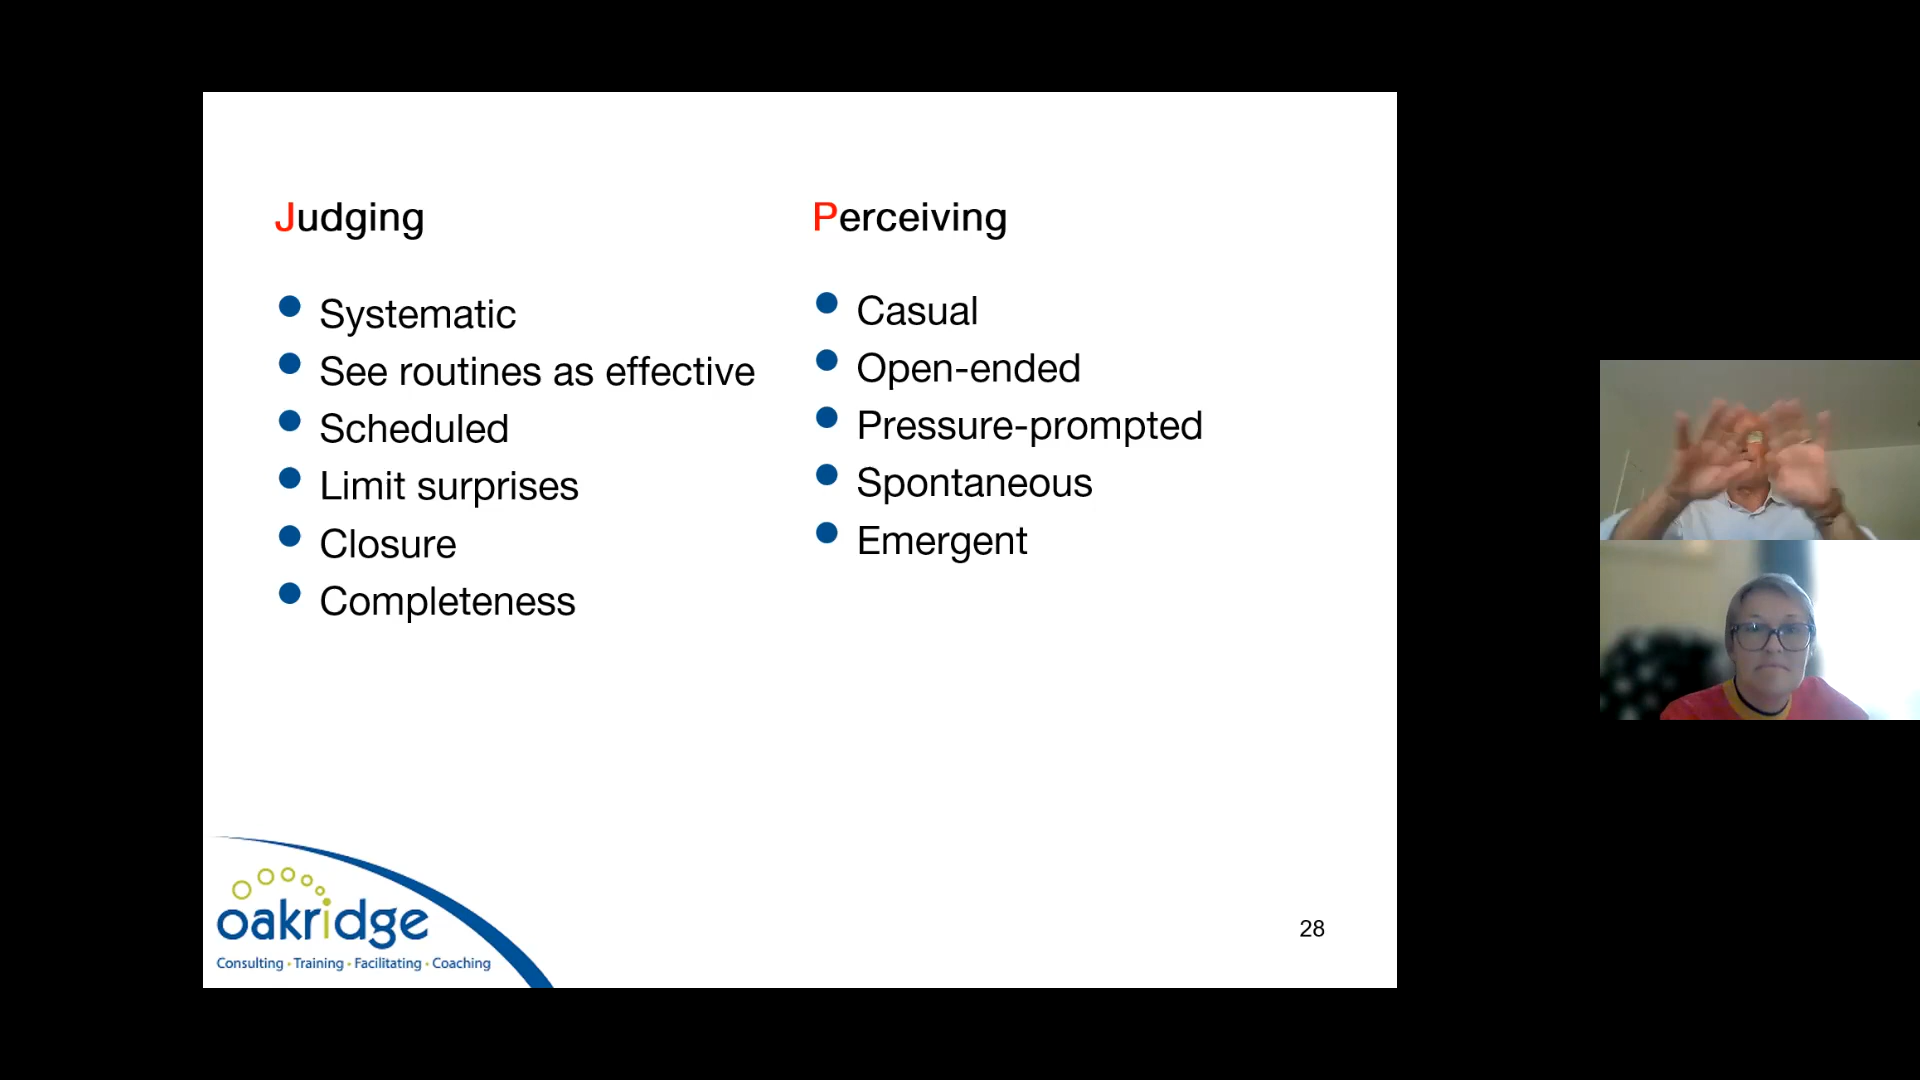 Judging
Systematic
See routines as effective
Scheduled
Limit surprises
Closure
Completeness
Perceiving
Casual
Open-ended
Pressure-prompted
Spontaneous
Emergent
oakridge
Consulting · Training · Facilitating · Coaching
28